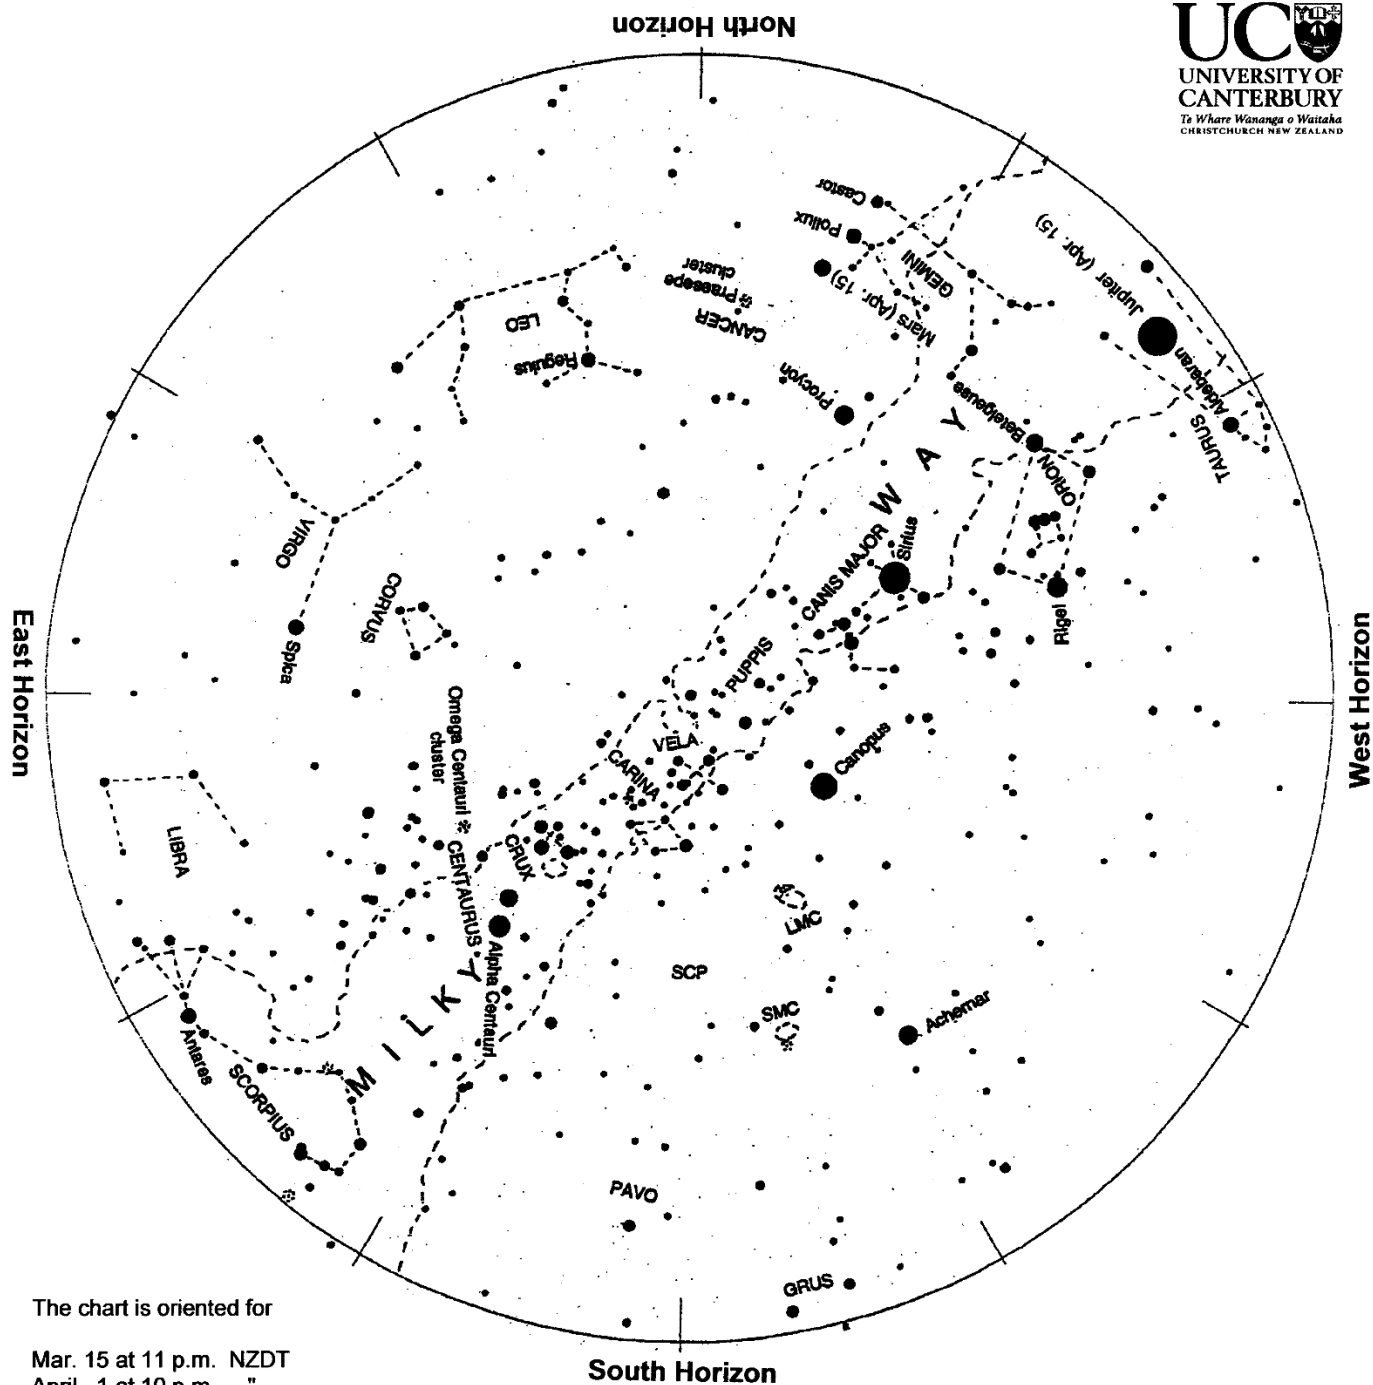 North Horizon
UC
UNIVERSITY OF
CANTERBURY
Te Whare Wananga o Waitaha
CHRISTCHURCH NEW ZEALAND
Castor
Pollux
GEMINI
Mars (Apr. 15)
Jupiter (Apr. 15)
Praesepe
cluster
CANCER
LEO
Regulus
Procyon
Betelgeuse
Aldebaran
TAURUS
ORION
Rigel
WAY
CANIS MAJOR
Sirius
VIRGO
Spica
CORVUS
East Horizon
West Horizon
PUPPIS
VELA
CARINA
Canopus
Omega Centauri
cluster
CENTAURUS
CRUX
LIBRA
LMC
SCP
SMC
Achernar
Alpha Centauri
MILKY
Antares
SCORPIUS
PAVO
GRUS
South Horizon
The chart is oriented for
Mar. 15 at 11 p.m. NZDT
April 1 at 10 p.m. "